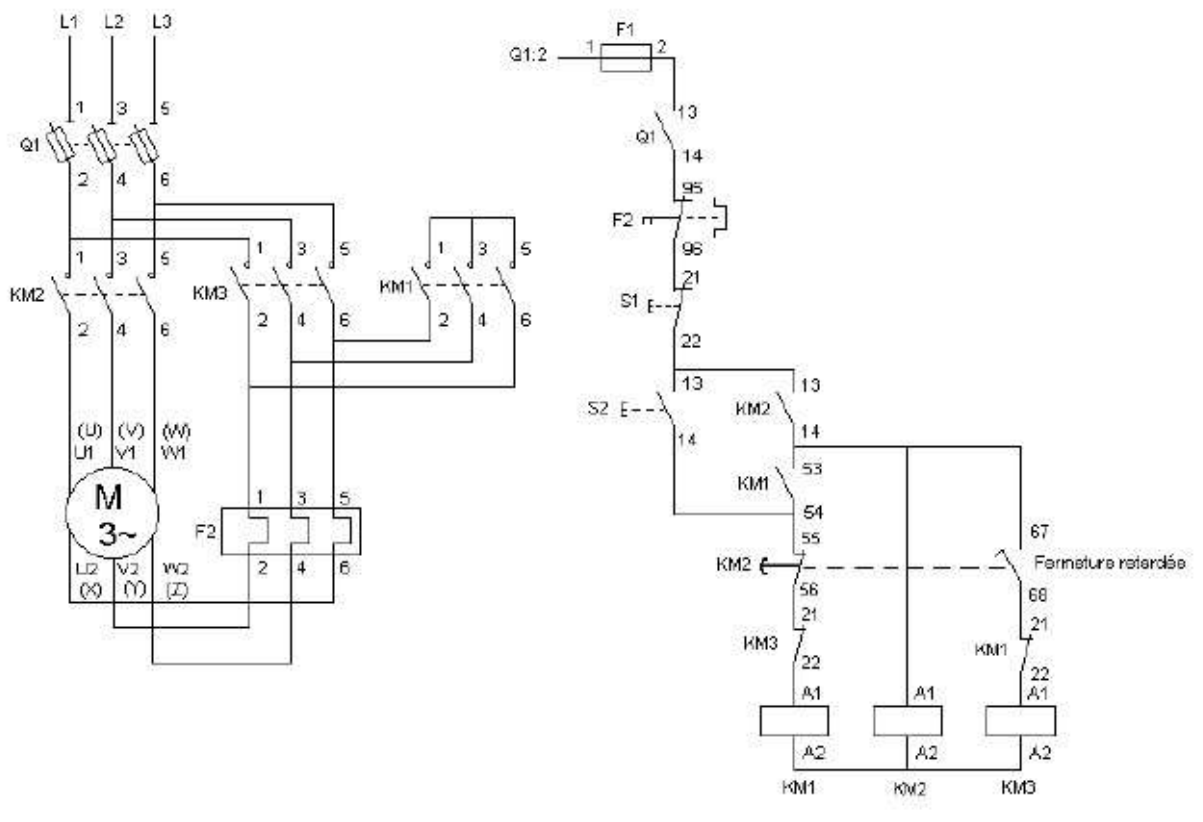 L1 L2 L3
1 3 5
Q1
2 4 6
1 3 5
KM2
2 4 6
1 3 5
KM3
2 4 6
1 3 5
KM1
2 4 6
(U) (V) (W)
U1 V1 W1
M
3~
U2 V2 W2
(X) (Y) (Z)
1 3 5
F2
2 4 6
F1
Q1:2 1 2
13
Q1
14
95
F2
96
21
S1
22
13
S2
14
13
KM2
14
53
KM1
54
55
KM2
56
67
Fermeture retardée
68
21
KM3
22
21
KM1
22
A1 A1 A1
A2 A2 A2
KM1 KM2 KM3